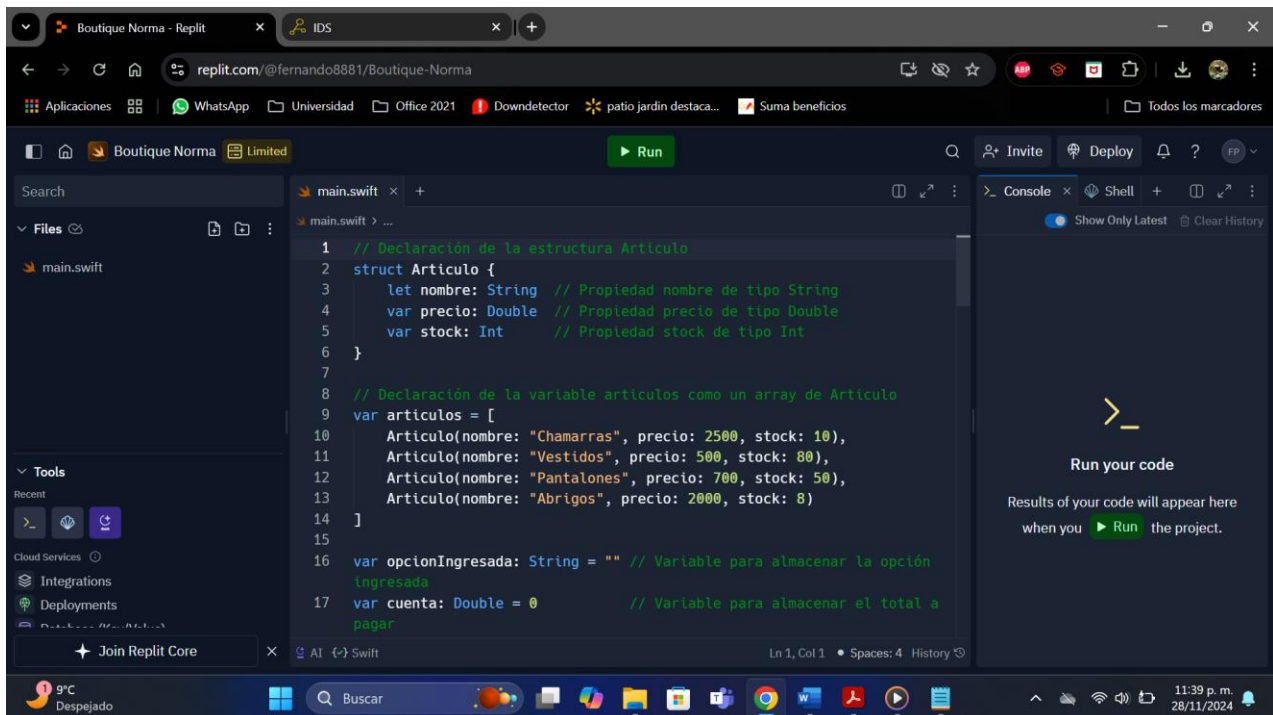 Boutique Norma - Replit
IDS
replit.com/@fernando8881/Boutique-Norma
ABP
Aplicaciones
WhatsApp
Universidad
Office 2021
Downdetector
patio jardin destaca...
Suma beneficios
Todos los marcadores
Boutique Norma
Limited
Run
Invite
Deploy
?
FP
Search
main.swift
Console
Shell
main.swift > ...
Show Only Latest
Clear History
Files
main.swift
1 // Declaración de la estructura Articulo
2 struct Articulo {
3 let nombre: String // Propiedad nombre de tipo String
4 var precio: Double // Propiedad precio de tipo Double
5 var stock: Int // Propiedad stock de tipo Int
6 }
7
8 // Declaración de la variable articulos como un array de Articulo
9 var articulos = [
10 Articulo(nombre: "Chamarras", precio: 2500, stock: 10),
11 Articulo(nombre: "Vestidos", precio: 500, stock: 80),
12 Articulo(nombre: "Pantalones", precio: 700, stock: 50),
13 Articulo(nombre: "Abrigos", precio: 2000, stock: 8)
14 ]
15
16 var opcionIngresada: String = "" // Variable para almacenar la opción
ingresada
17 var cuenta: Double = 0 // Variable para almacenar el total a
pagar
Run your code
Results of your code will appear here
when you Run the project.
Tools
Recent
Cloud Services
Integrations
Deployments
Database (Key/Value)
Join Replit Core
AI
Swift
Ln 1, Col 1
Spaces: 4
History
1
9°C
Despejado
Buscar
11:39 p. m.
28/11/2024